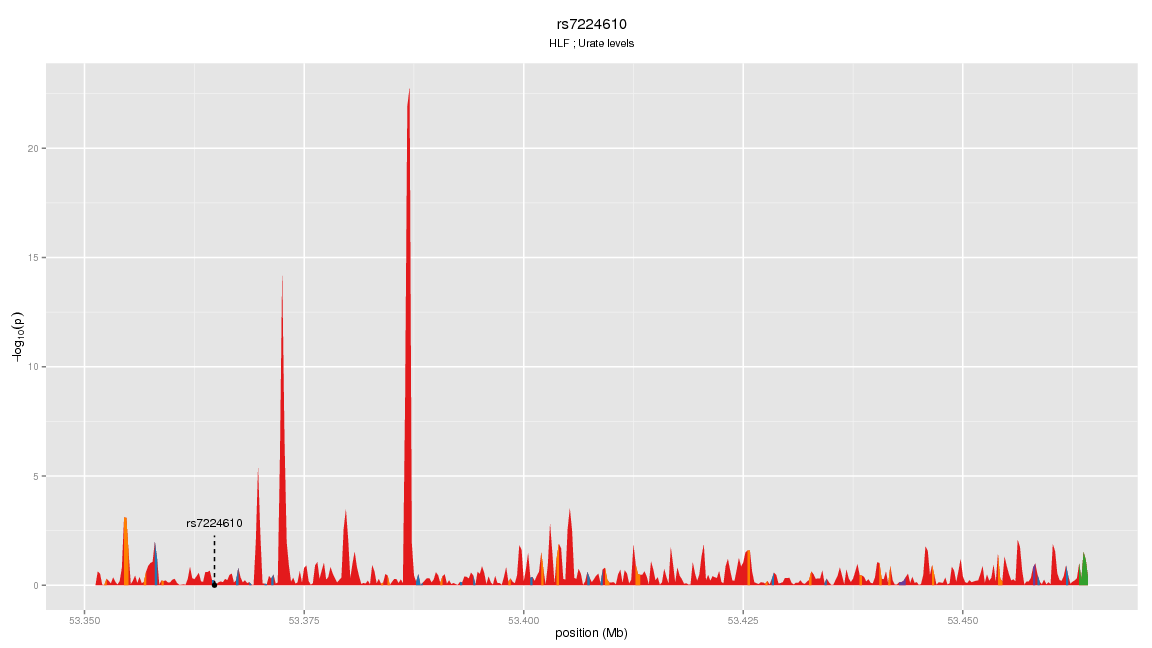 rs7224610
HLF ; Urate levels
−log10(p)
20
15
10
5
0
rs7224610
53.350
53.375
53.400
53.425
53.450
position (Mb)